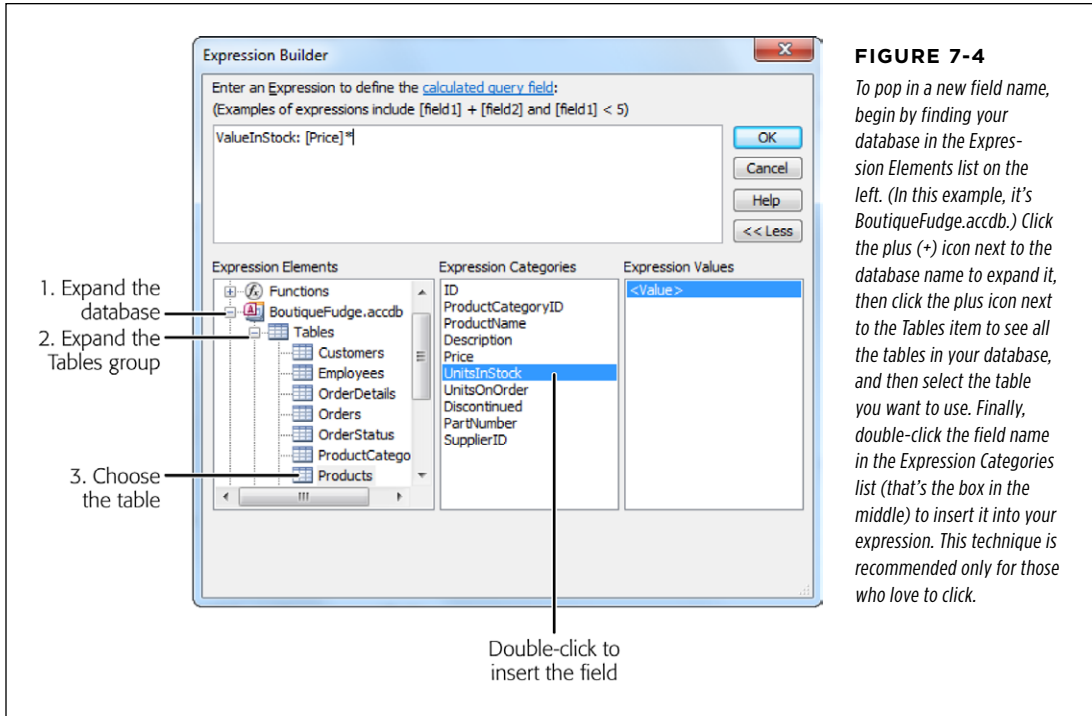 Expression Builder
Enter an Expression to define the calculated query field:
(Examples of expressions include [field1] + [field2] and [field1] < 5)
ValueInStock: [Price]*
OK
Cancel
Help
<< Less
Expression Elements
Functions
BoutiqueFudge.accdb
Tables
Customers
Employees
OrderDetails
Orders
OrderStatus
ProductCatego
Products
Expression Categories
ID
ProductCategoryID
ProductName
Description
Price
UnitsInStock
UnitsOnOrder
Discontinued
PartNumber
SupplierID
Expression Values
<Value>
1. Expand the
database
2. Expand the
Tables group
3. Choose
the table
Double-click to
insert the field
FIGURE 7-4
To pop in a new field name,
begin by finding your
database in the Expres-
sion Elements list on the
left. (In this example, it's
BoutiqueFudge.accdb.) Click
the plus (+) icon next to the
database name to expand it,
then click the plus icon next
to the Tables item to see all
the tables in your database,
and then select the table
you want to use. Finally,
double-click the field name
in the Expression Categories
list (that's the box in the
middle) to insert it into your
expression. This technique is
recommended only for those
who love to click.